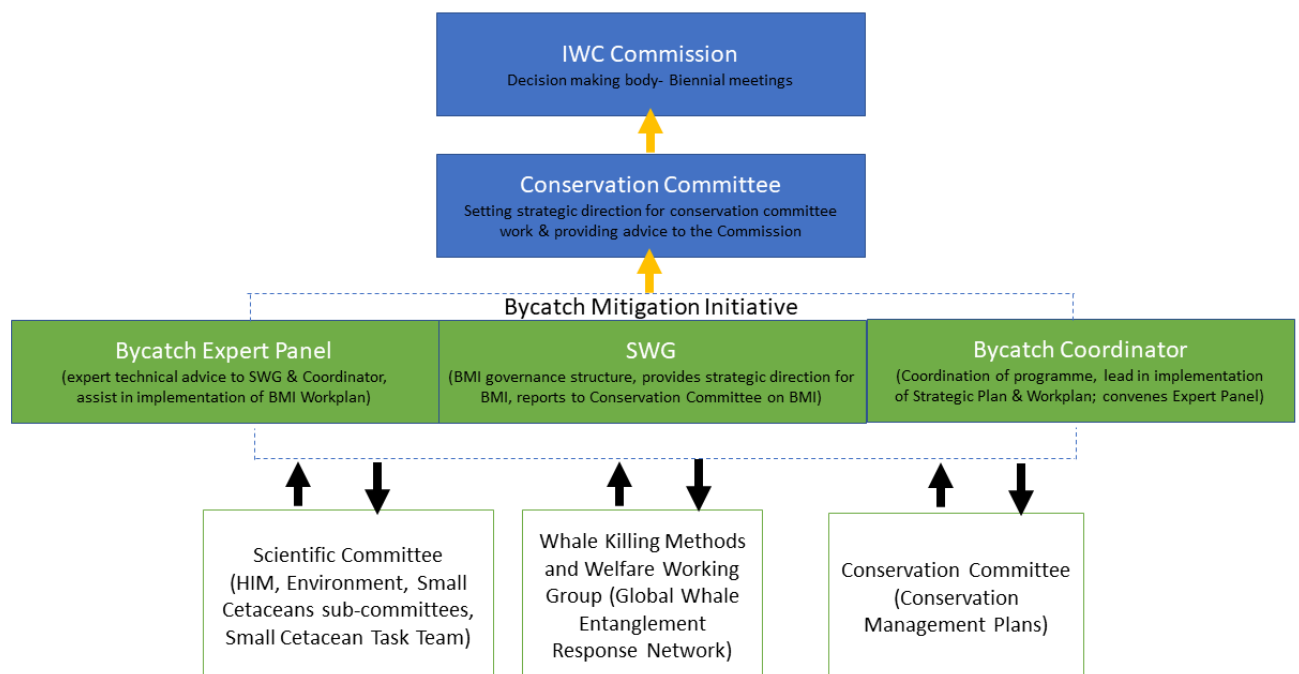 IWC Commission
Decision making body- Biennial meetings
Conservation Committee
Setting strategic direction for conservation committee
work & providing advice to the Commission
Bycatch Mitigation Initiative
Bycatch Expert Panel
(expert technical advice to SWG & Coordinator,
assist in implementation of BMI Workplan)
SWG
(BMI governance structure, provides strategic direction for
BMI, reports to Conservation Committee on BMI)
Bycatch Coordinator
(Coordination of programme, lead in implementation
of Strategic Plan & Workplan; convenes Expert Panel)
Scientific Committee
(HIM, Environment, Small
Cetaceans sub-committees,
Small Cetacean Task Team)
Whale Killing Methods
and Welfare Working
Group (Global Whale
Entanglement
Response Network)
Conservation Committee
(Conservation
Management Plans)